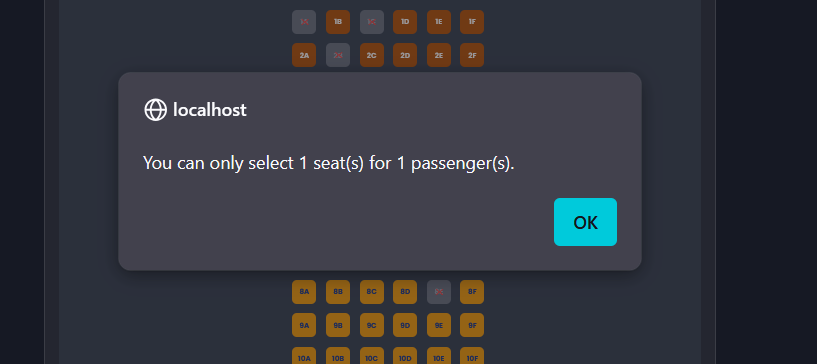 1A 1B 1C 1D 1E 1F
2A 2B 2C 2D 2E 2F
localhost
You can only select 1 seat(s) for 1 passenger(s).
OK
8A 8B 8C 8D 8E 8F
9A 9B 9C 9D 9E 9F
10A 10B 10C 10D 10E 10F